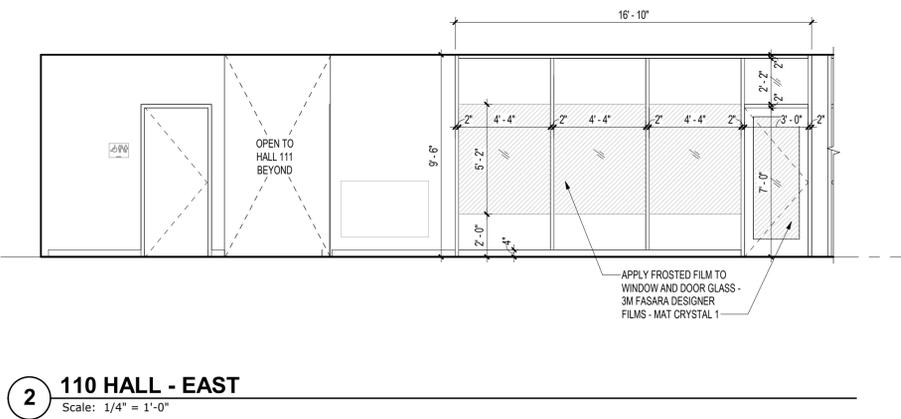 16' - 10"
2"
2' - 2"
2"
2"
4' - 4"
2"
4' - 4"
2"
4' - 4"
2"
3' - 0"
2"
OPEN TO
HALL 111
BEYOND
9' - 6"
5' - 2"
7' - 0"
2' - 0"
4"
APPLY FROSTED FILM TO
WINDOW AND DOOR GLASS -
3M FASARA DESIGNER
FILMS - MAT CRYSTAL 1
2
110 HALL - EAST
Scale: 1/4" = 1'-0"